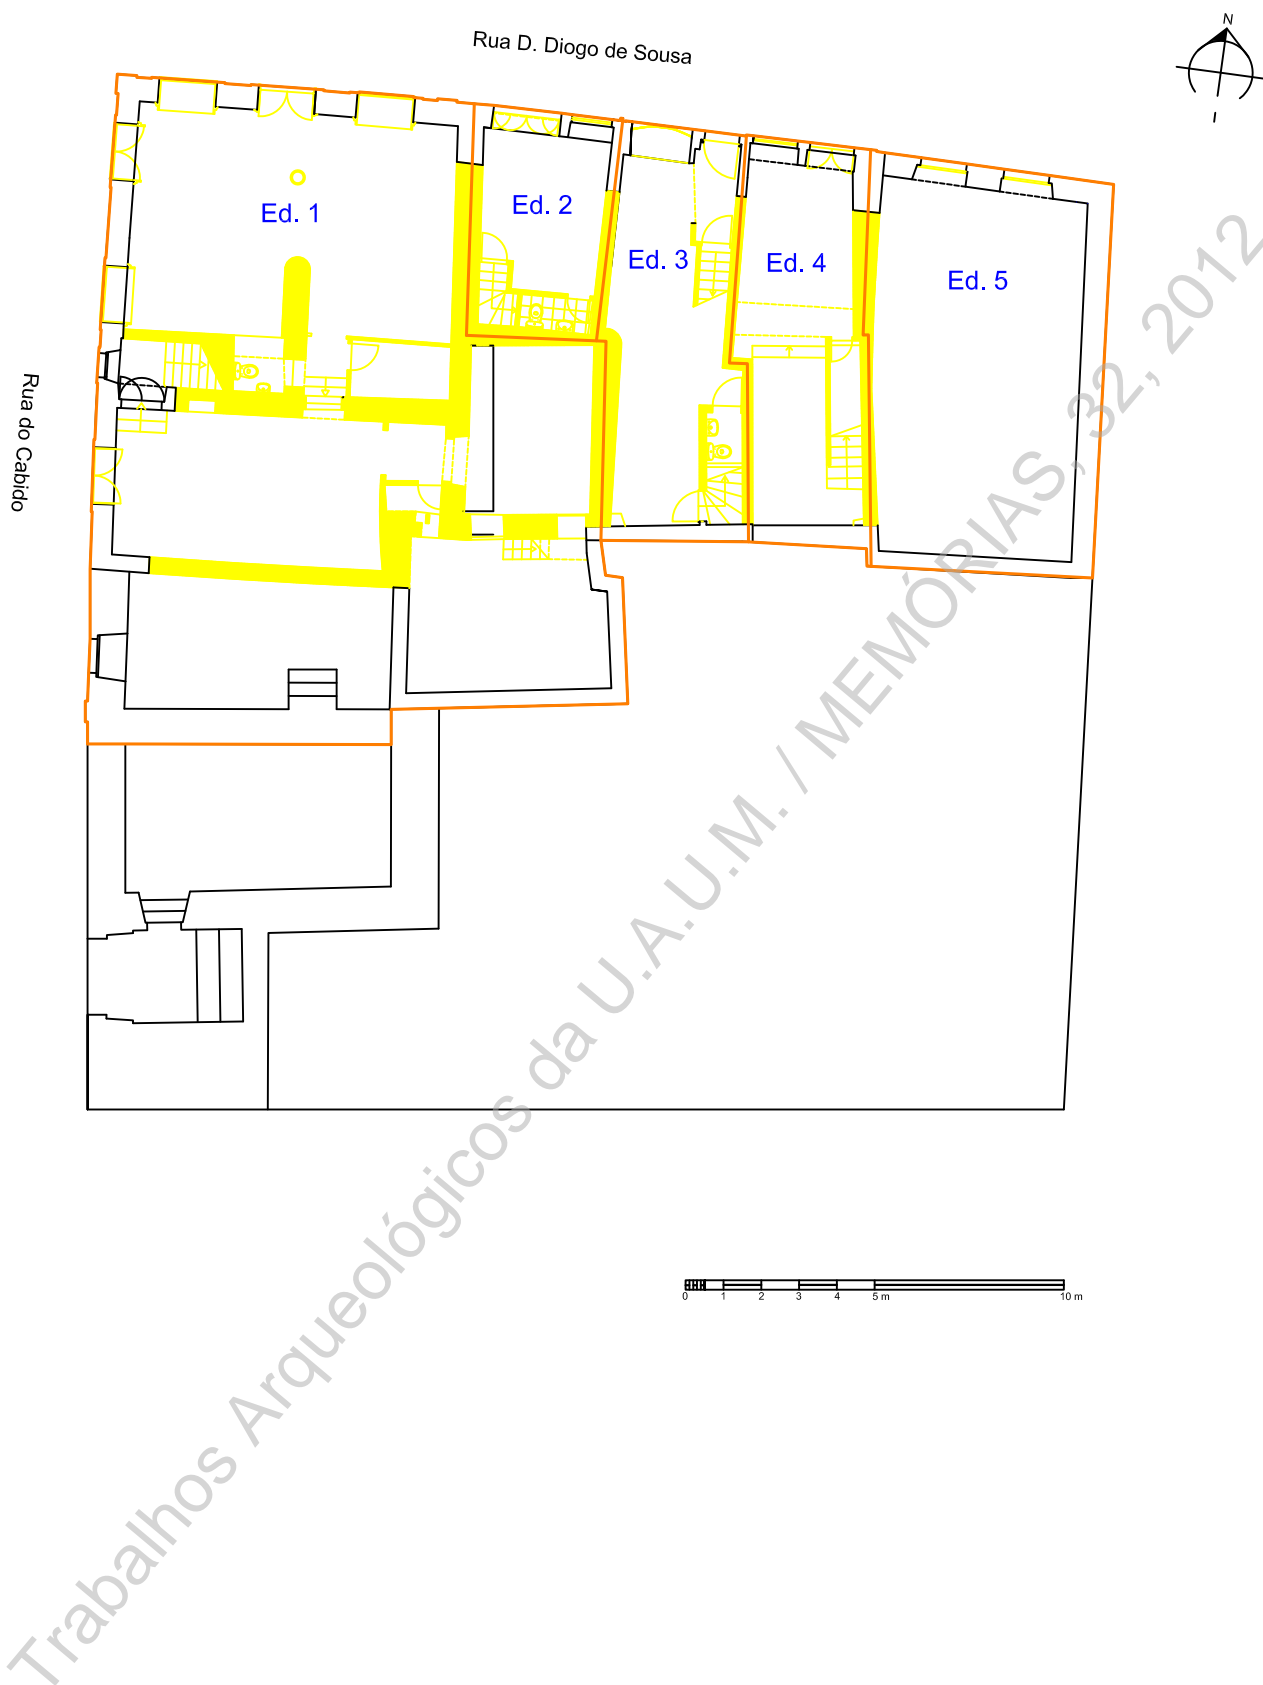 Rua D. Diogo de Sousa
N
Ed. 1
Ed. 2
Ed. 3
Ed. 4
Ed. 5
Rua do Cabido
Trabalhos Arqueológicos da U.A.U.M. / MEMÓRIAS, 32, 2012
0 1 2 3 4 5 m 10 m